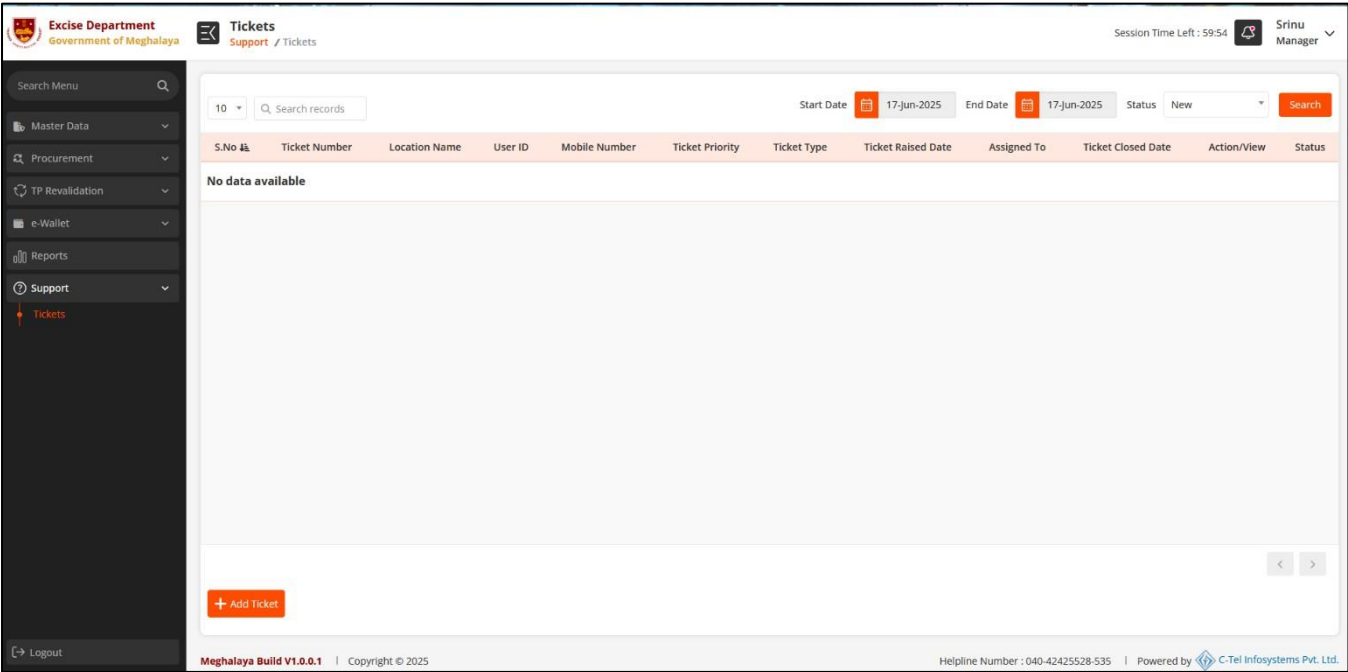 Excise Department
Government of Meghalaya
Tickets
Support / Tickets
Session Time Left : 59:54
Srinu
Manager
Search Menu
Master Data
Procurement
TP Revalidation
e-Wallet
Reports
Support
Tickets
Logout
10 Search records Start Date 17-Jun-2025 End Date 17-Jun-2025 Status New Search
S.No Ticket Number Location Name User ID Mobile Number Ticket Priority Ticket Type Ticket Raised Date Assigned To Ticket Closed Date Action/View Status
No data available
< >
+ Add Ticket
Meghalaya Build V1.0.0.1 | Copyright © 2025 Helpline Number : 040-42425528-535 | Powered by C-Tel Infosystems Pvt. Ltd.